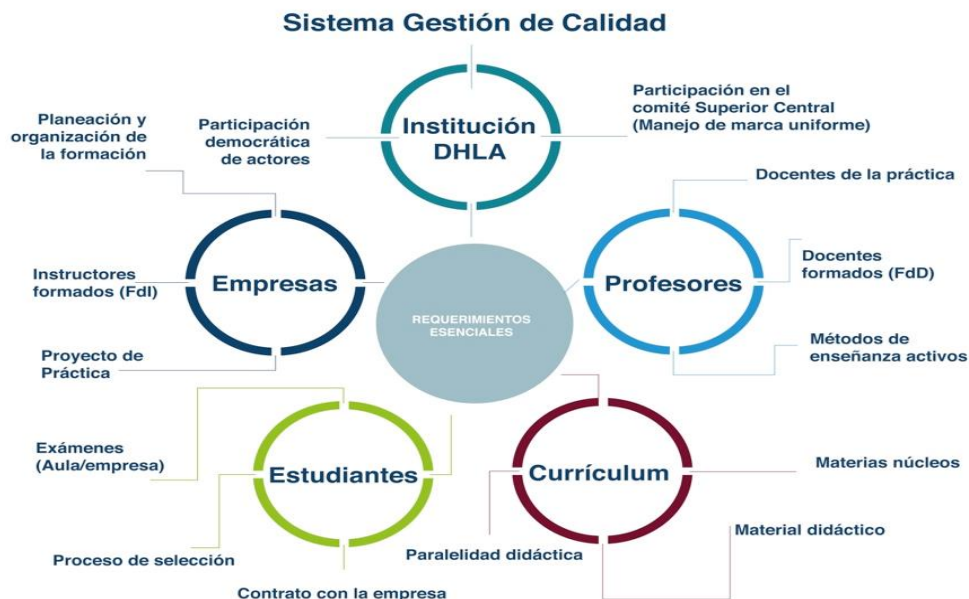 Sistema Gestión de Calidad
Participación en el
comité Superior Central
(Manejo de marca uniforme)
Planeación y
organización de
la formación
Participación
democrática
de actores
Institución
DHLA
Docentes de la práctica
Instructores
formados (FdI)
Empresas
Profesores
Docentes
formados (FdD)
REQUERIMIENTOS
ESENCIALES
Proyecto de
Práctica
Métodos de
enseñanza activos
Exámenes
(Aula/empresa)
Estudiantes
Currículum
Materias núcleos
Material didáctico
Proceso de selección
Paralelidad didáctica
Contrato con la empresa